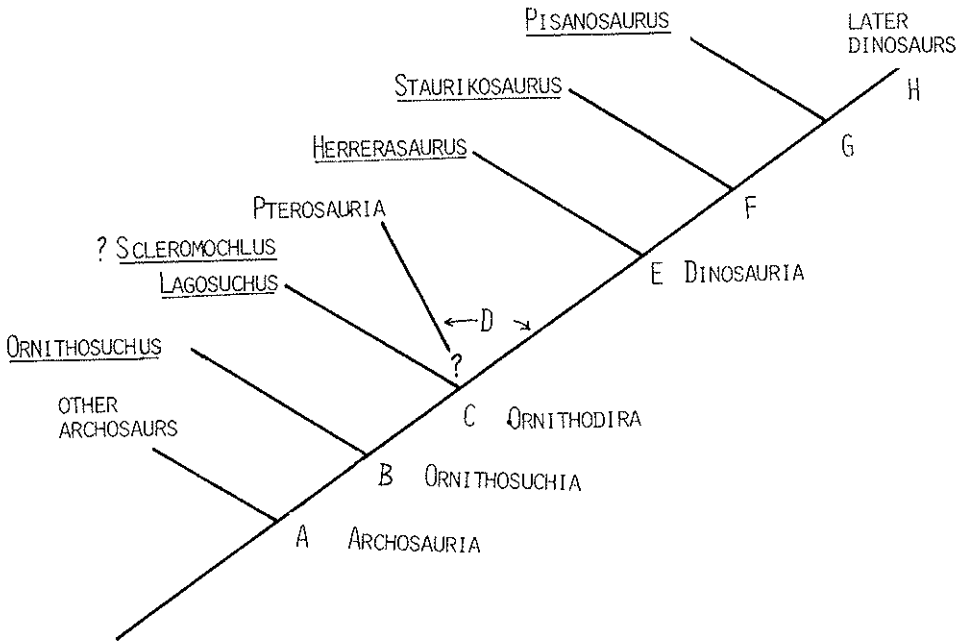 PISANOSAURUS
LATER
DINOSAURS
STAURIKOSAURUS
H
HERRERASAURUS
G
PTEROSAURIA
F
? SCLEROMOCHLUS
LAGOSUCHUS
E DINOSAURIA
D
ORNITHOSUCHUS
?
OTHER
ARCHOSAURS
C ORNITHODIRA
B ORNITHOSUCHIA
A ARCHOSAURIA